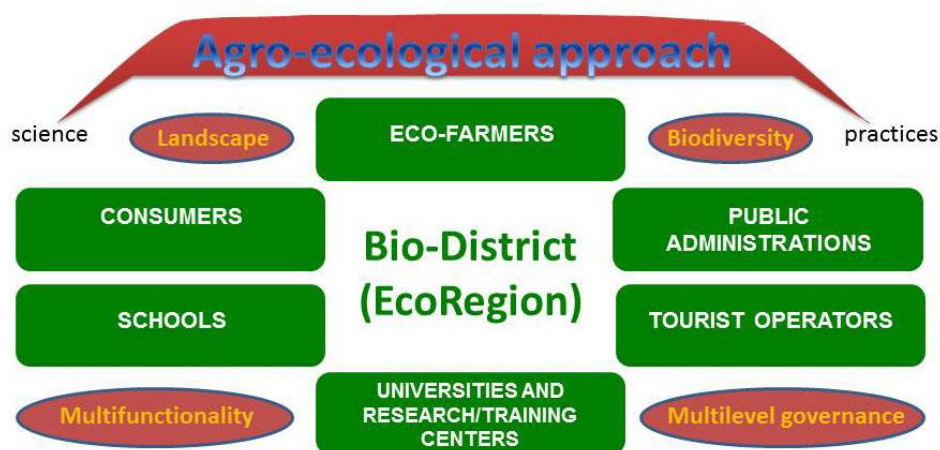 Agro-ecological approach
science
Landscape
ECO-FARMERS
Biodiversity
practices
CONSUMERS
Bio-District
(EcoRegion)
PUBLIC
ADMINISTRATIONS
SCHOOLS
TOURIST OPERATORS
Multifunctionality
UNIVERSITIES AND
RESEARCH/TRAINING
CENTERS
Multilevel governance